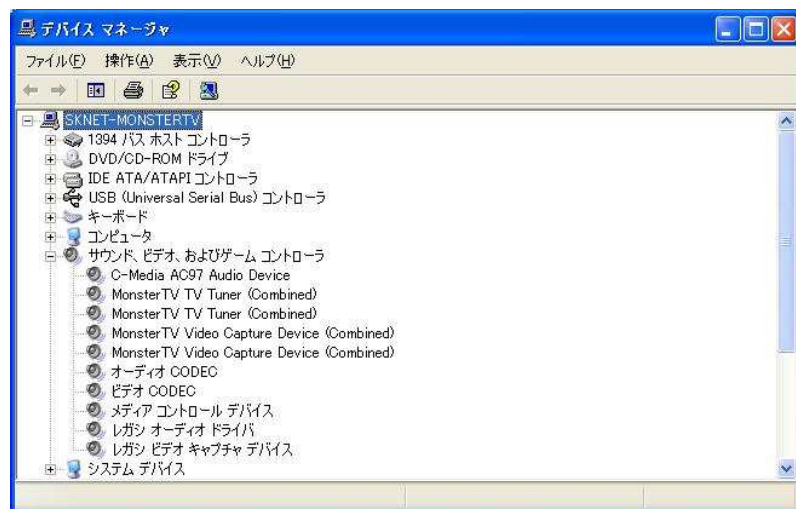 デバイス マネージャ
ファイル(F) 操作(A) 表示(V) ヘルプ(H)
SKNET-MONSTERTV
1394 バス ホスト コントローラ
DVD/CD-ROM ドライブ
IDE ATA/ATAPI コントローラ
USB (Universal Serial Bus) コントローラ
キーボード
コンピュータ
サウンド、ビデオ、およびゲーム コントローラ
C-Media AC97 Audio Device
MonsterTV TV Tuner (Combined)
MonsterTV TV Tuner (Combined)
MonsterTV Video Capture Device (Combined)
MonsterTV Video Capture Device (Combined)
オーディオ CODEC
ビデオ CODEC
メディア コントロール デバイス
レガシ オーディオ ドライバ
レガシ ビデオ キャプチャ デバイス
システム デバイス